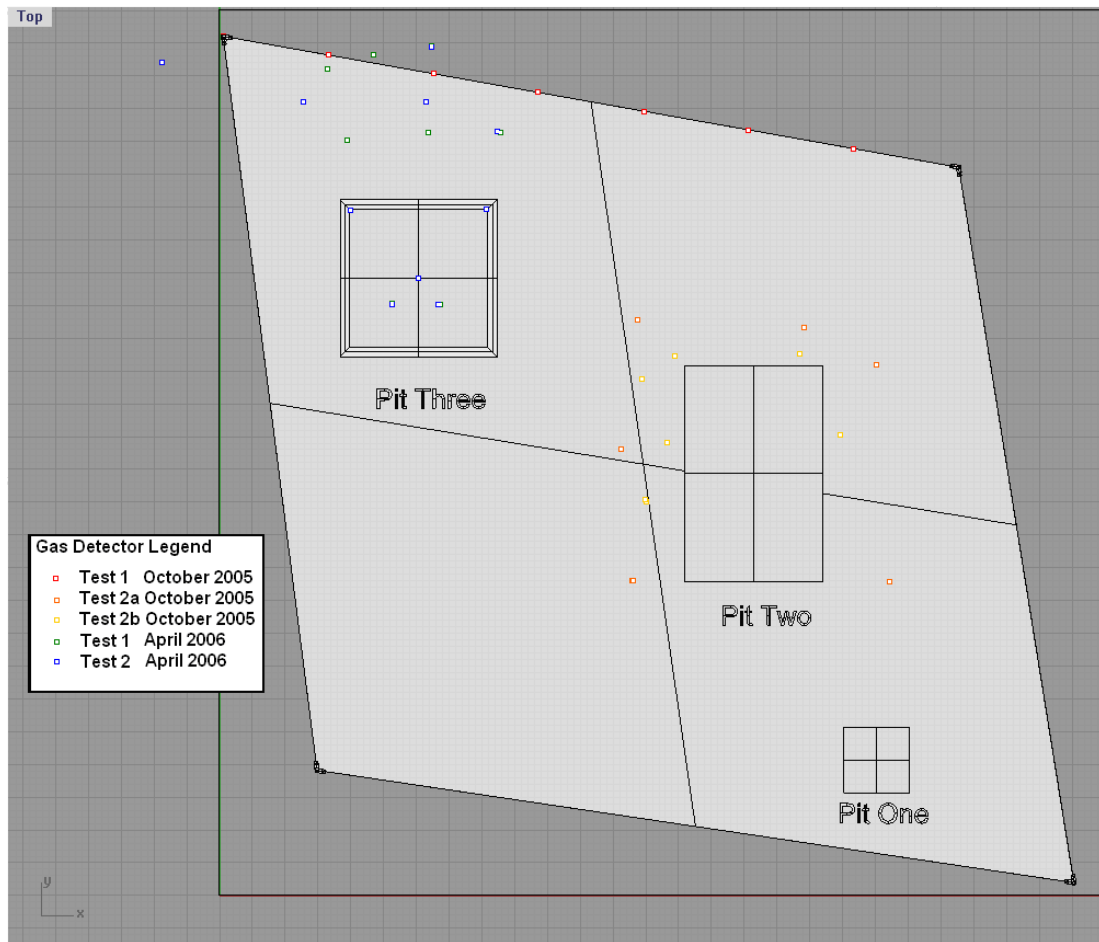 Top
Pit Three
Gas Detector Legend
Test 1 October 2005
Test 2a October 2005
Test 2b October 2005
Test 1 April 2006
Test 2 April 2006
Pit Two
Pit One
y
x